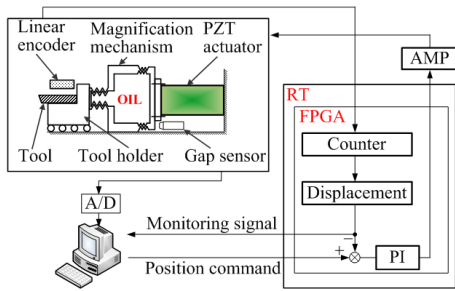 Linear
encoder
Magnification
mechanism
PZT
actuator
OIL
Tool
Tool holder
Gap sensor
AMP
RT
FPGA
Counter
Displacement
A/D
Monitoring signal
−
+
PI
Position command